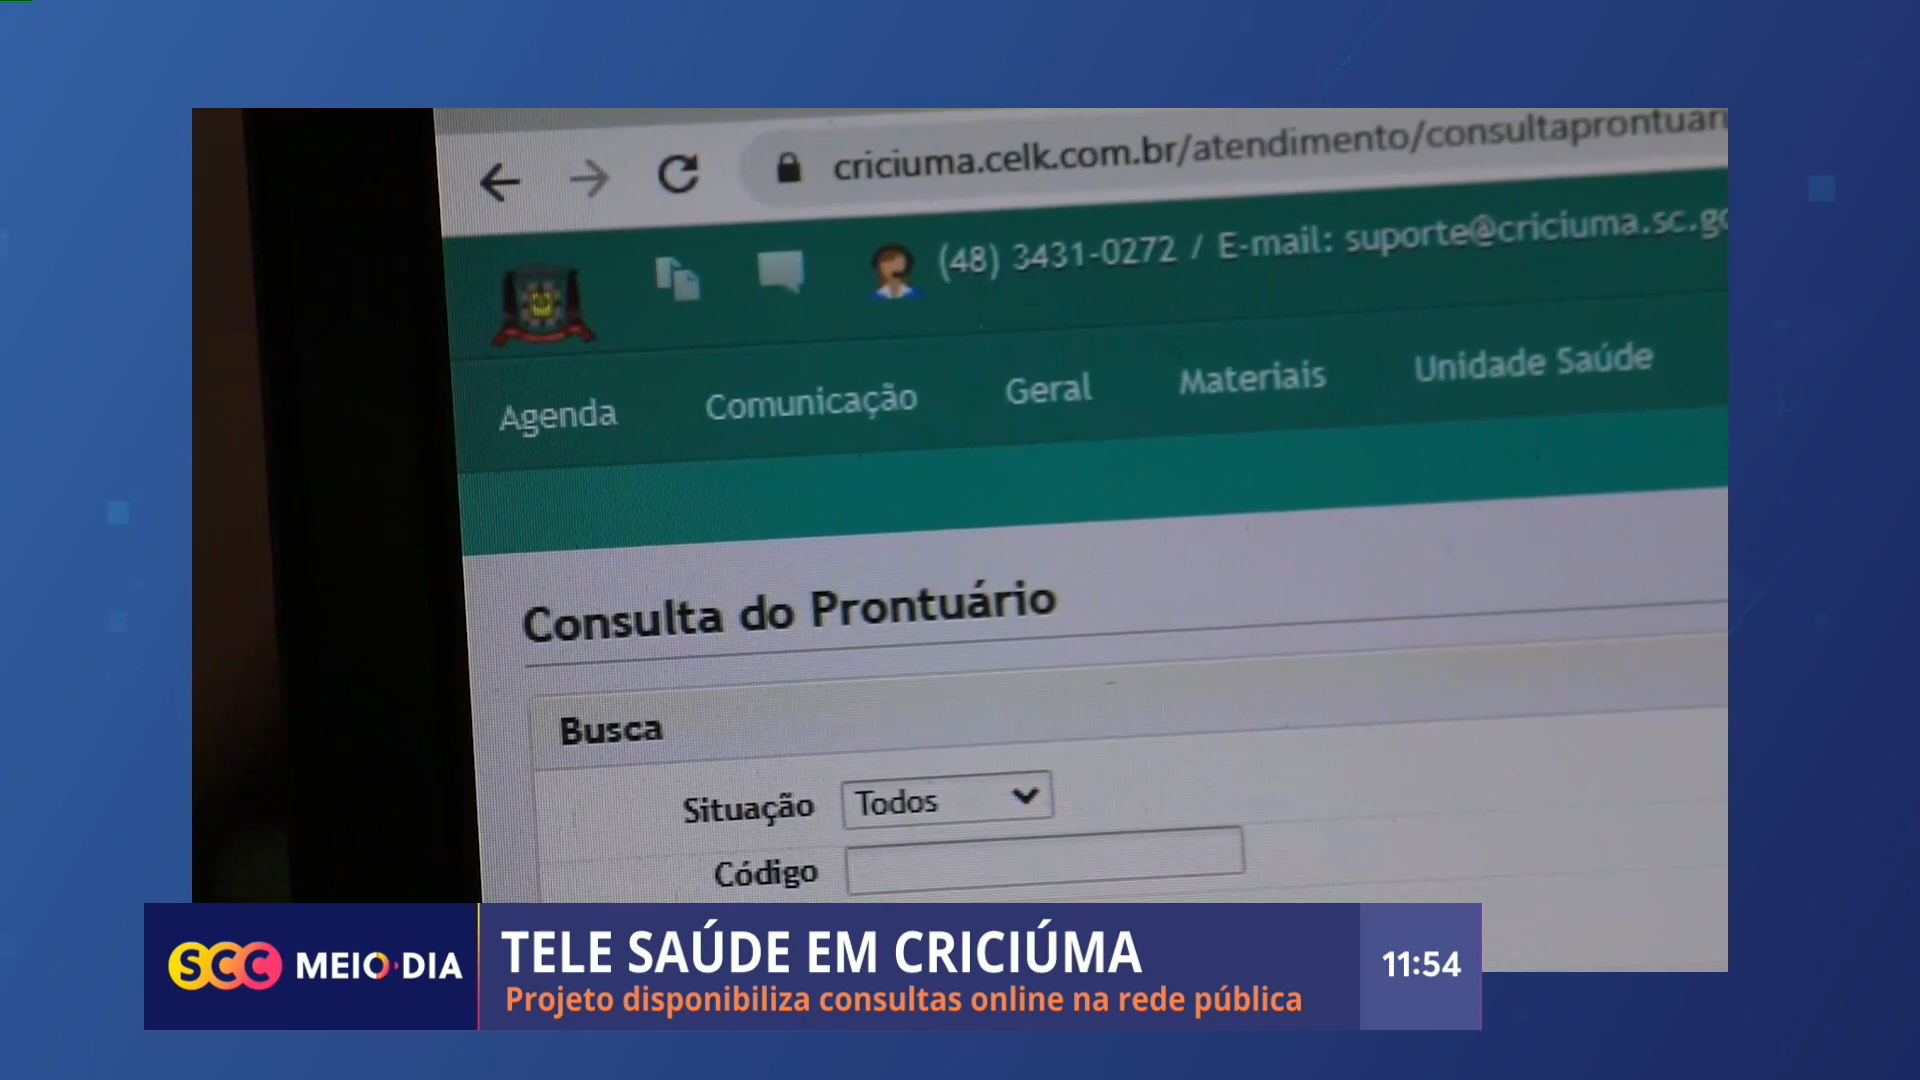 criciuma.celk.com.br/atendimento/consultaprontuari
(48) 3431-0272 / E-mail: suporte@criciuma.sc.go
Agenda Comunicação Geral Materiais Unidade Saúde
Consulta do Prontuário
Busca
Situação Todos
Código
SCC MEIO DIA
TELE SAÚDE EM CRICIÚMA
Projeto disponibiliza consultas online na rede pública
11:54